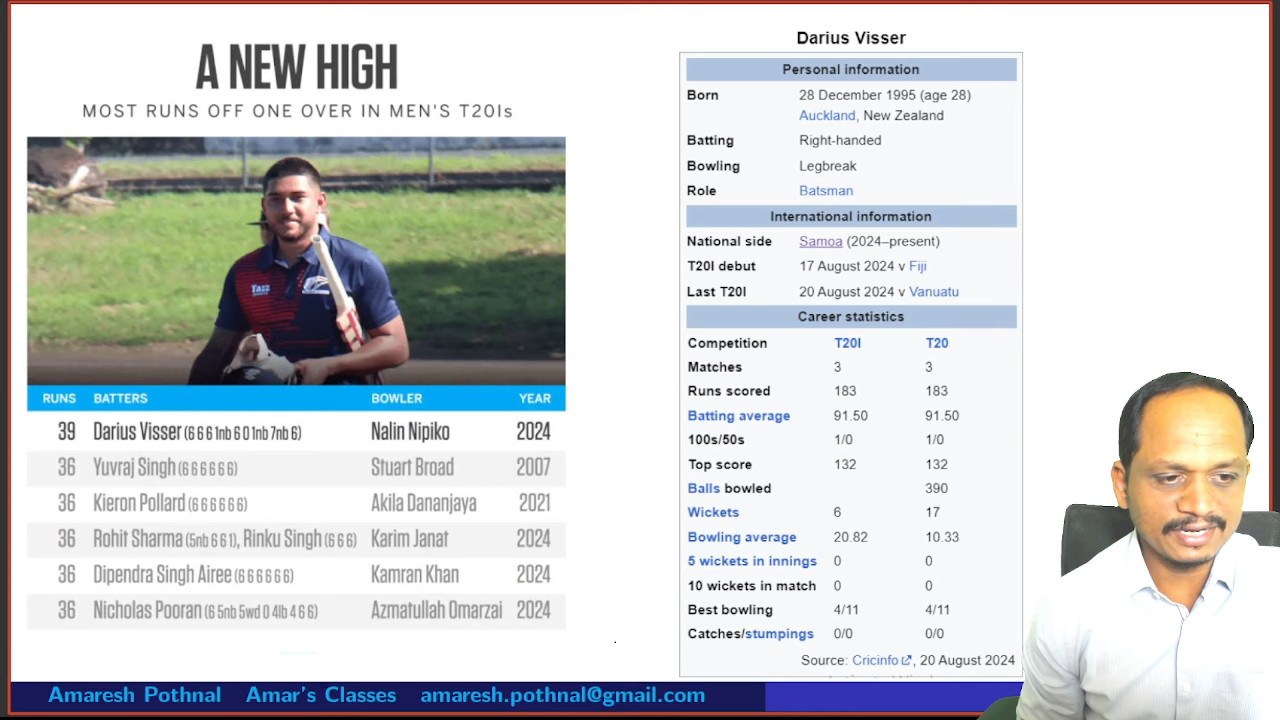 A NEW HIGH
MOST RUNS OFF ONE OVER IN MEN'S T20Is
RUNS BATTERS BOWLER YEAR
39 Darius Visser (6 6 6 1nb 6 0 1nb 7nb 6) Nalin Nipiko 2024
36 Yuvraj Singh (6 6 6 6 6 6) Stuart Broad 2007
36 Kieron Pollard (6 6 6 6 6 6) Akila Dananjaya 2021
36 Rohit Sharma (5nb 6 6 1), Rinku Singh (6 6 6) Karim Janat 2024
36 Dipendra Singh Airee (6 6 6 6 6 6) Kamran Khan 2024
36 Nicholas Pooran (6 5nb 5wd 0 4lb 4 6 6) Azmatullah Omarzai 2024
Darius Visser
Personal information
Born 28 December 1995 (age 28)
Auckland, New Zealand
Batting Right-handed
Bowling Legbreak
Role Batsman
International information
National side Samoa (2024–present)
T20I debut 17 August 2024 v Fiji
Last T20I 20 August 2024 v Vanuatu
Career statistics
Competition T20I T20
Matches 3 3
Runs scored 183 183
Batting average 91.50 91.50
100s/50s 1/0 1/0
Top score 132 132
Balls bowled 390
Wickets 6 17
Bowling average 20.82 10.33
5 wickets in innings 0 0
10 wickets in match 0 0
Best bowling 4/11 4/11
Catches/stumpings 0/0 0/0
Source: Cricinfo, 20 August 2024
Amaresh Pothnal Amar's Classes amaresh.pothnal@gmail.com